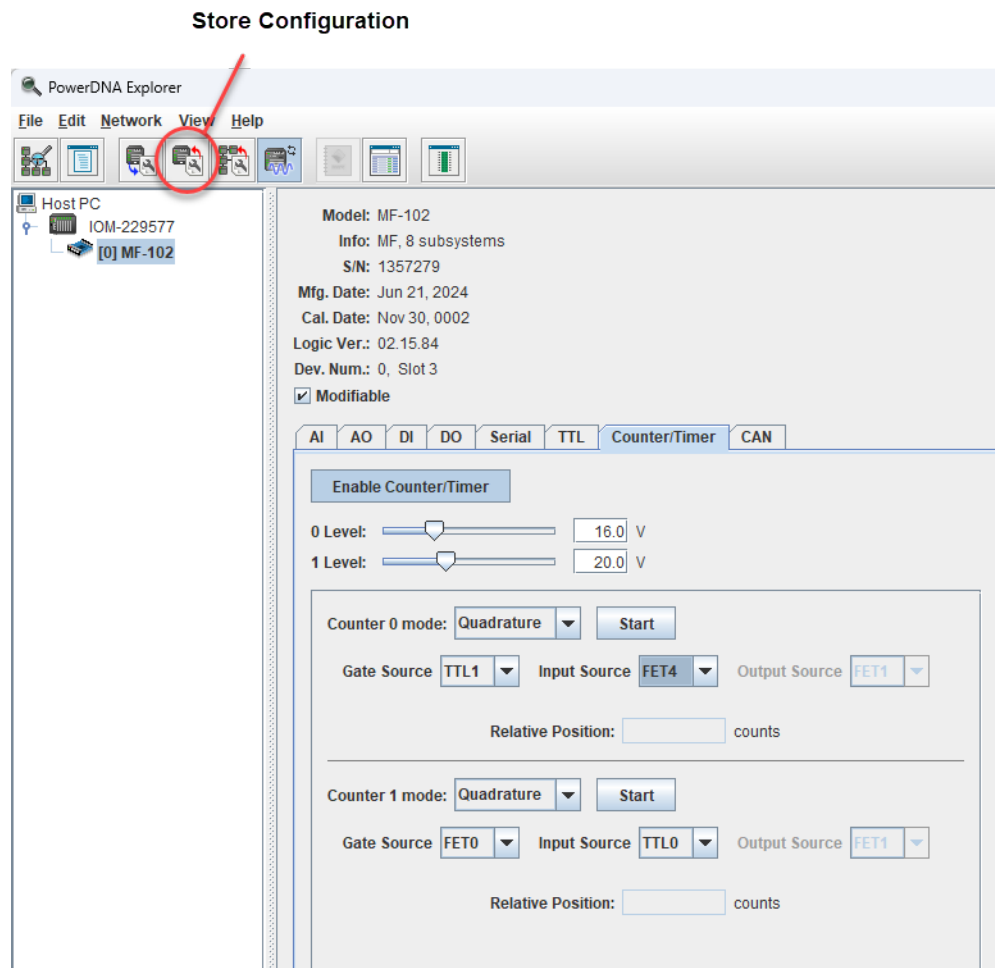 Store Configuration
PowerDNA Explorer
File Edit Network View Help
Host PC
IOM-229577
[0] MF-102
Model: MF-102
Info: MF, 8 subsystems
S/N: 1357279
Mfg. Date: Jun 21, 2024
Cal. Date: Nov 30, 0002
Logic Ver.: 02.15.84
Dev. Num.: 0, Slot 3
Modifiable
AI AO DI DO Serial TTL Counter/Timer CAN
Enable Counter/Timer
0 Level: 16.0 V
1 Level: 20.0 V
Counter 0 mode: Quadrature Start
Gate Source TTL1 Input Source FET4 Output Source FET1
Relative Position: counts
Counter 1 mode: Quadrature Start
Gate Source FET0 Input Source TTL0 Output Source FET1
Relative Position: counts